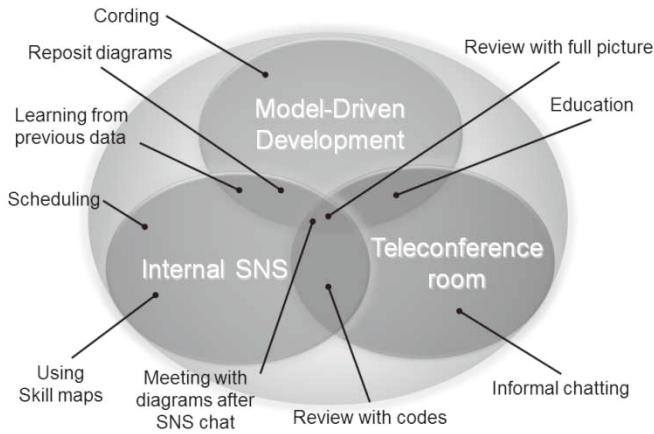 Cording
Reposit diagrams
Review with full picture
Model-Driven
Development
Education
Learning from
previous data
Scheduling
Internal SNS
Teleconference
room
Using
Skill maps
Meeting with
diagrams after
SNS chat
Review with codes
Informal chatting